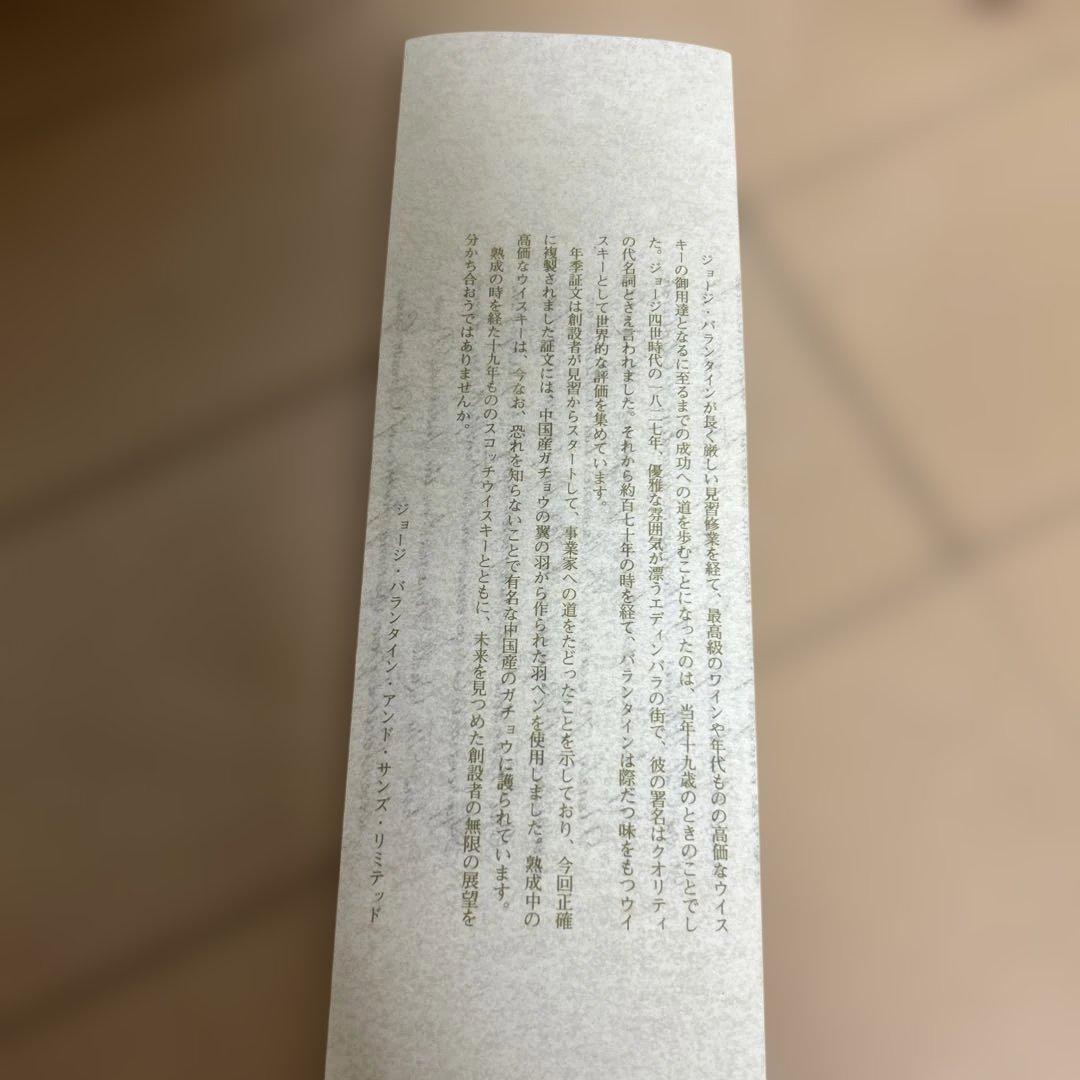 ジョージ・バランタインが長く厳しい見習修業を経て、最高級のワインや年代ものの高価なウイス
キーの御用達となるに至るまでの成功への道を歩むことになったのは、当年十九歳のときのことでし
た。ジョージ四世時代の一八二七年、優雅な雰囲気が漂うエディンバラの街で、彼の署名はクオリティ
の代名詞とさえ言われました。それから約百七十年の時を経て、バランタインは際だつ味をもつウイ
スキーとして世界的な評価を集めています。
年季証文は創設者が見習からスタートして、事業家への道をたどったことを示しており、今回正確
に複製されました証文には、中国産ガチョウの翼の羽から作られた羽ペンを使用しました。熟成中の
高価なウイスキーは、今なお、恐れを知らないことで有名な中国産のガチョウに護られています。
熟成の時を経た十九年もののスコッチウイスキーとともに、未来を見つめた創設者の無限の展望を
分かち合おうではありませんか。
ジョージ・バランタイン・アンド・サンズ・リミテッド